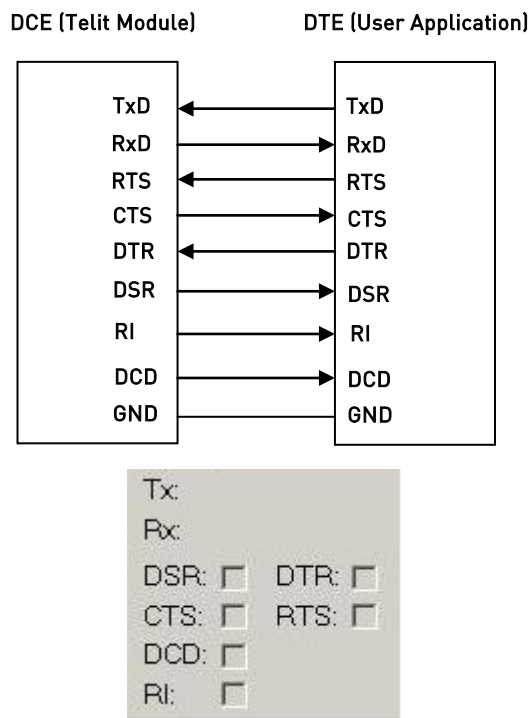 DCE (Telit Module) DTE (User Application)
TxD TxD
RxD RxD
RTS RTS
CTS CTS
DTR DTR
DSR DSR
RI RI
DCD DCD
GND GND
Tx:
Rx:
DSR: DTR:
CTS: RTS:
DCD:
RI: